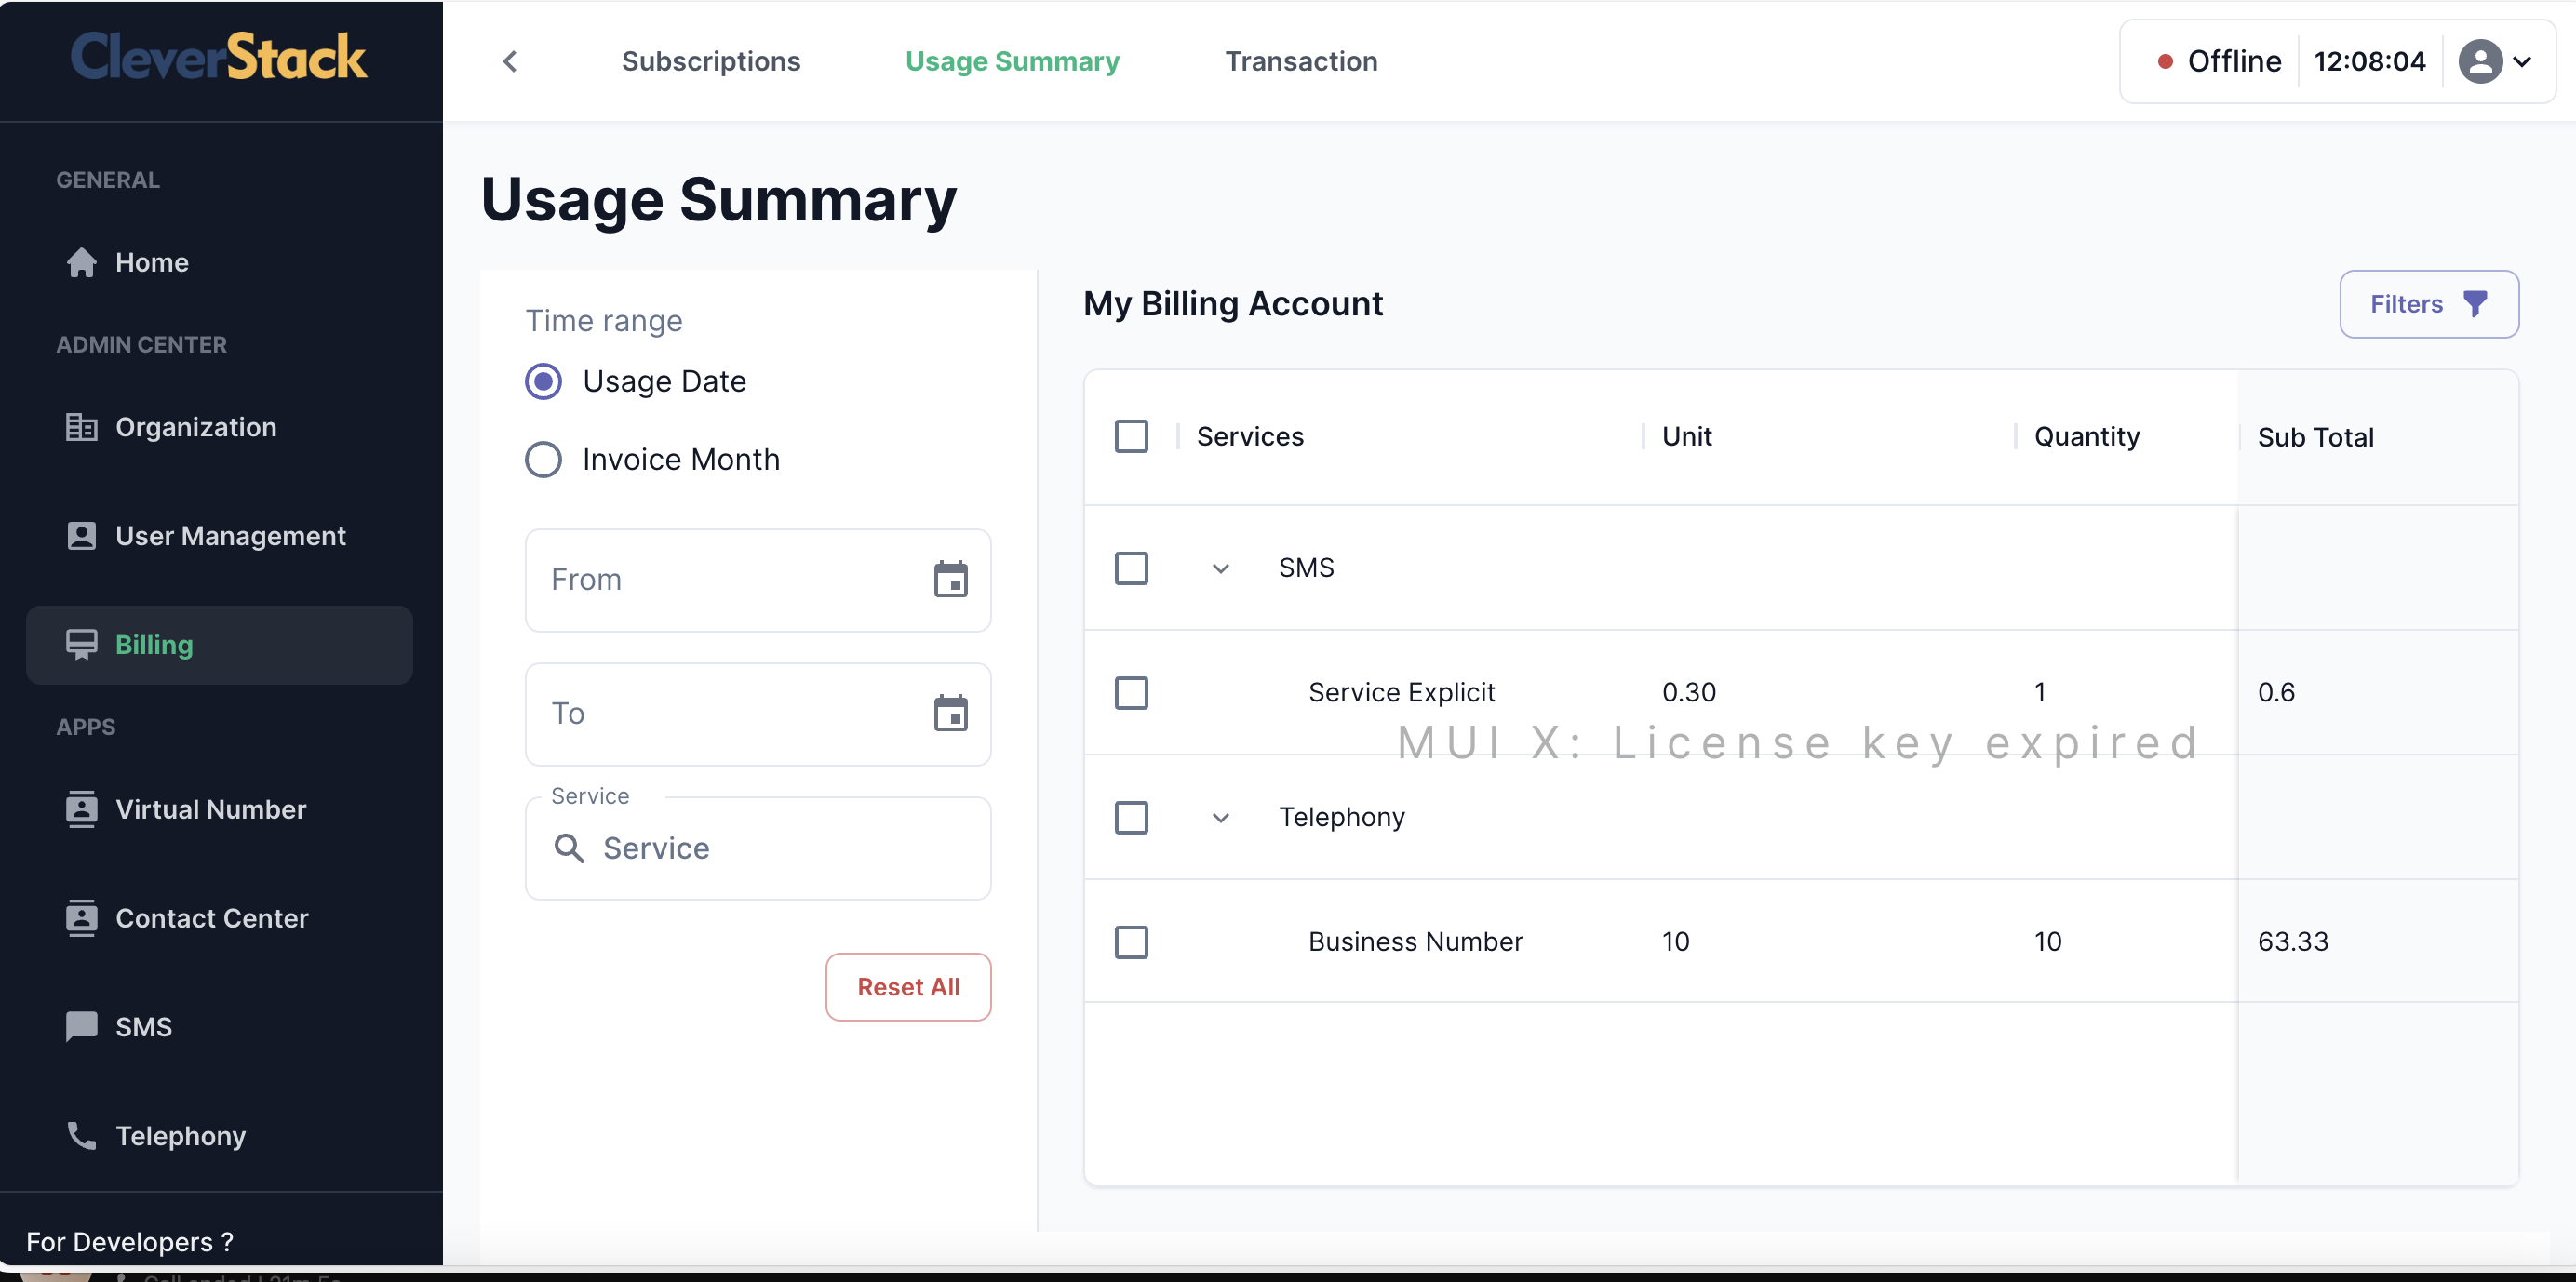 CleverStack
Subscriptions
Usage Summary
Transaction
Offline
12:08:04
GENERAL
Home
ADMIN CENTER
Organization
User Management
Billing
APPS
Virtual Number
Contact Center
SMS
Telephony
For Developers ?
Usage Summary
Time range
Usage Date
Invoice Month
From
To
Service
Service
Reset All
My Billing Account
Filters
Services Unit Quantity Sub Total
SMS
Service Explicit 0.30 1 0.6
MUI X: License key expired
Telephony
Business Number 10 10 63.33